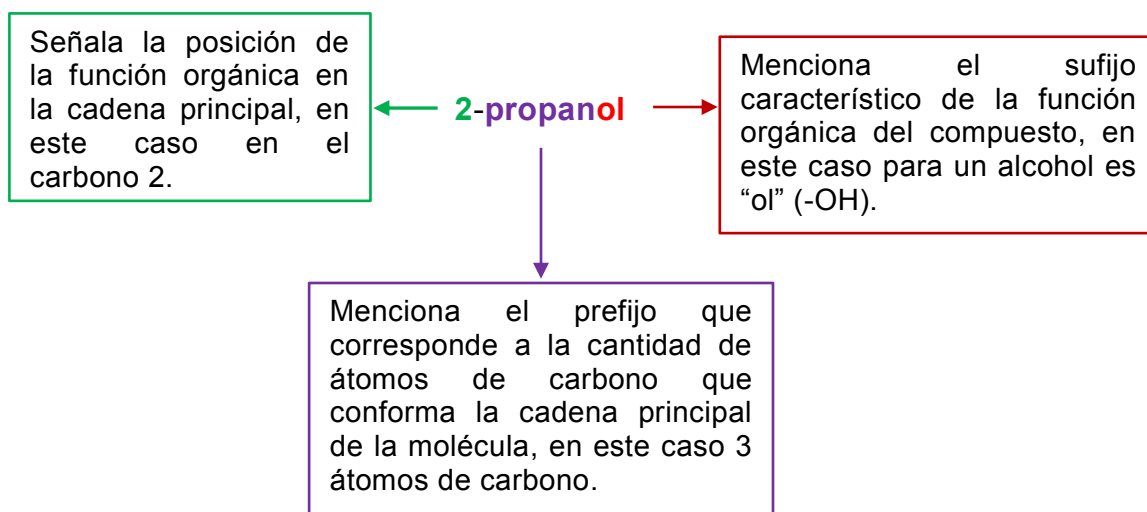 Señala la posición de
la función orgánica en
la cadena principal, en
este caso en el
carbono 2.
2-propanol
Menciona el sufijo
característico de la función
orgánica del compuesto, en
este caso para un alcohol es
“ol” (-OH).
Menciona el prefijo que
corresponde a la cantidad de
átomos de carbono que
conforma la cadena principal
de la molécula, en este caso 3
átomos de carbono.